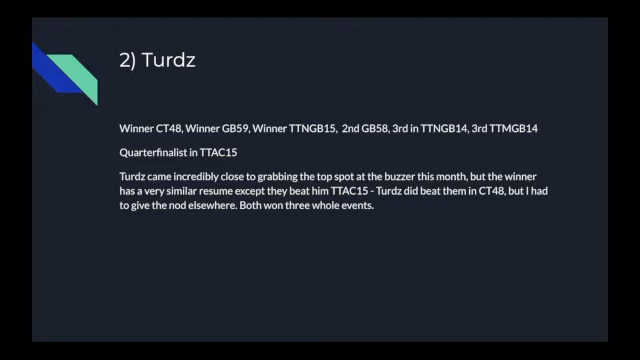 2) Turdz
Winner CT48, Winner GB59, Winner TTNGB15, 2nd GB58, 3rd in TTNGB14, 3rd TTMGB14
Quarterfinalist in TTAC15
Turdz came incredibly close to grabbing the top spot at the buzzer this month, but the winner
has a very similar resume except they beat him TTAC15 - Turdz did beat them in CT48, but I had
to give the nod elsewhere. Both won three whole events.